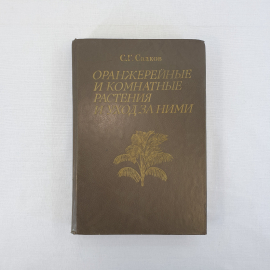 С.Г. Сааков
ОРАНЖЕРЕЙНЫЕ
И КОМНАТНЫЕ
РАСТЕНИЯ
И УХОД ЗА НИМИ